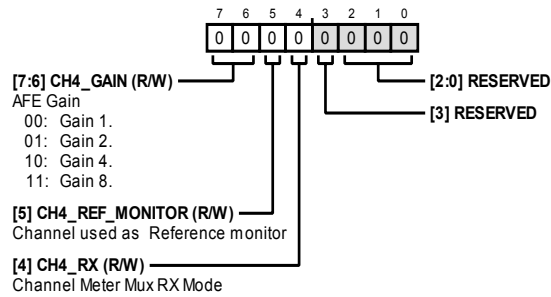 7 6 5 4 3 2 1 0
0 0 0 0 0 0 0 0
[7:6] CH4_GAIN (R/W)
AFE Gain
00: Gain 1.
01: Gain 2.
10: Gain 4.
11: Gain 8.
[5] CH4_REF_MONITOR (R/W)
Channel used as Reference monitor
[4] CH4_RX (R/W)
Channel Meter Mux RX Mode
[2:0] RESERVED
[3] RESERVED